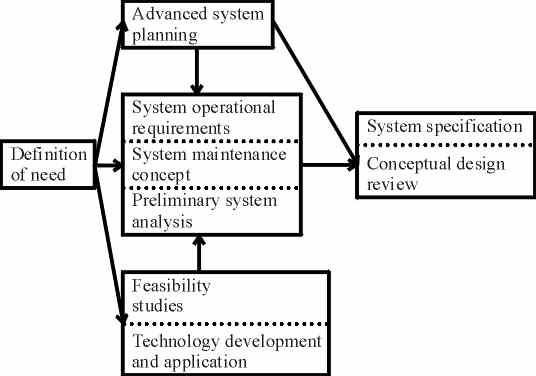 Advanced system
planning
System operational
requirements
System maintenance
concept
Preliminary system
analysis
Definition
of need
System specification
Conceptual design
review
Feasibility
studies
Technology development
and application